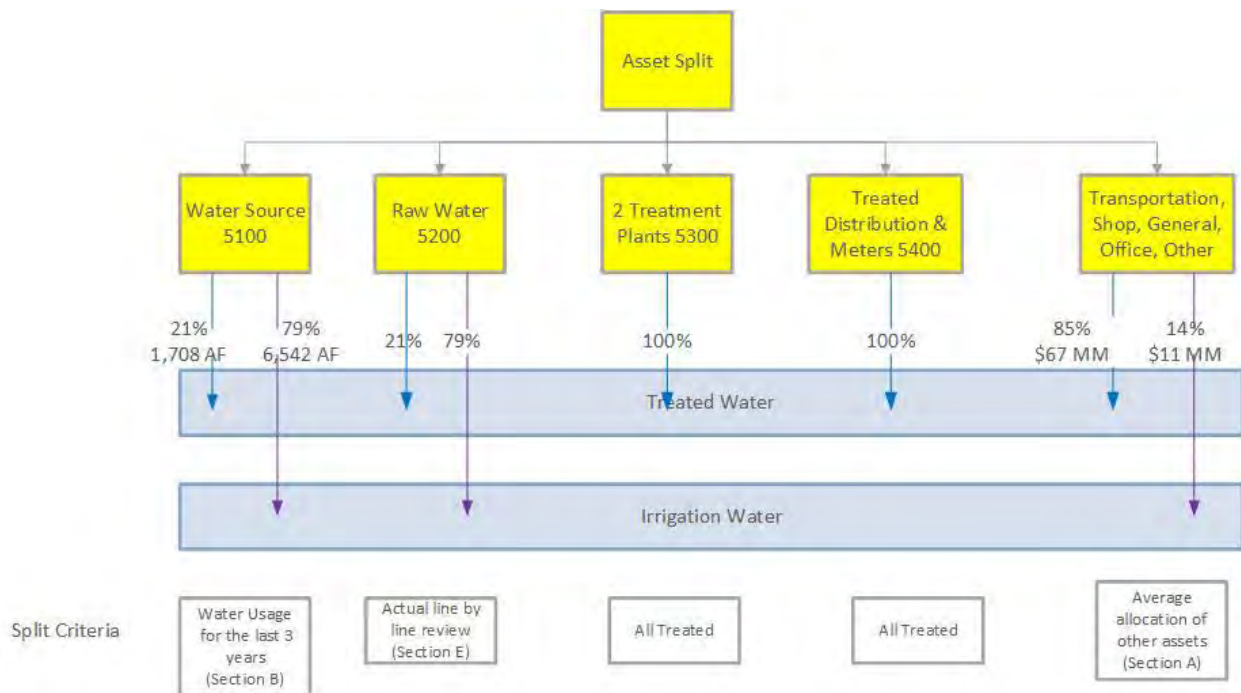 Asset Split
Water Source
5100
Raw Water
5200
2 Treatment
Plants 5300
Treated
Distribution &
Meters 5400
Transportation,
Shop, General,
Office, Other
21%
1,708 AF
79%
6,542 AF
21%
79%
100%
100%
85%
$67 MM
14%
$11 MM
Treated Water
Irrigation Water
Split Criteria
Water Usage
for the last 3
years
(Section B)
Actual line by
line review
(Section E)
All Treated
All Treated
Average
allocation of
other assets
(Section A)